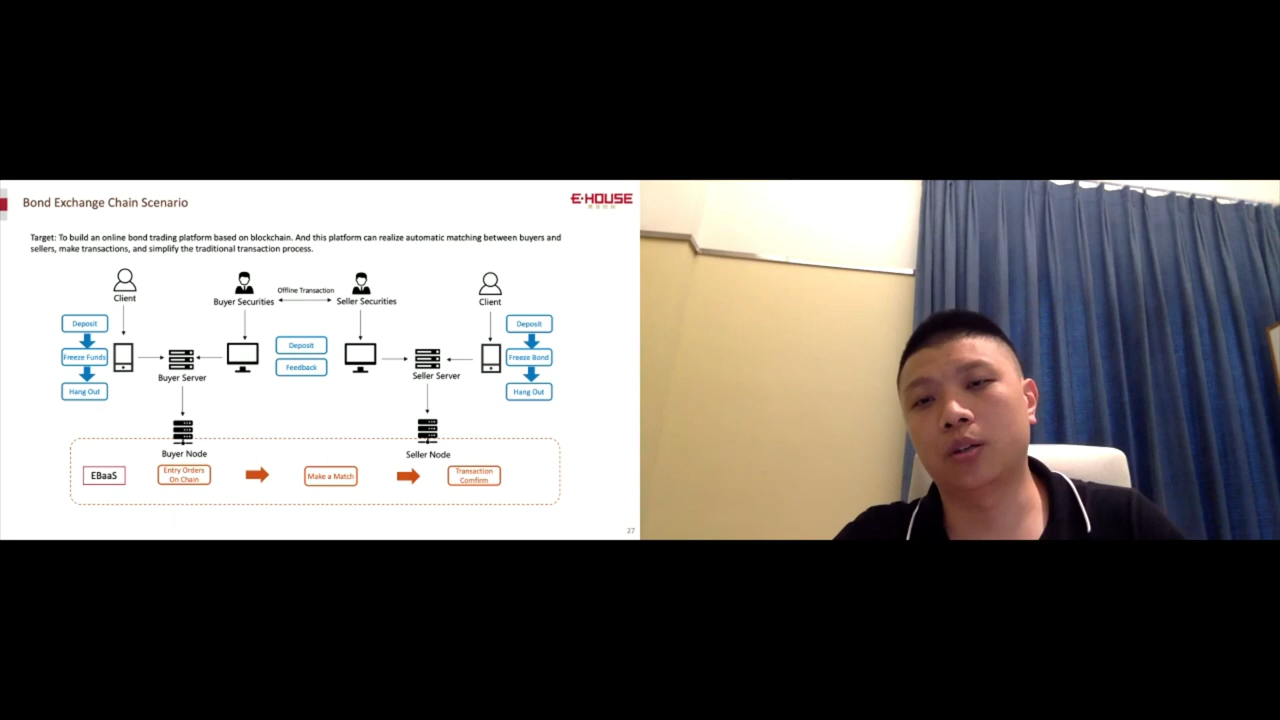 Bond Exchange Chain Scenario
E·HOUSE
Target: To build an online bond trading platform based on blockchain. And this platform can realize automatic matching between buyers and
sellers, make transactions, and simplify the traditional transaction process.
Client
Buyer Securities
Offline Transaction
Seller Securities
Client
Deposit
Freeze Funds
Hang Out
Buyer Server
Deposit
Feedback
Seller Server
Deposit
Freeze Bond
Hang Out
Buyer Node
Seller Node
EBaaS
Entry Orders
On Chain
Make a Match
Transaction
Comfirm
27